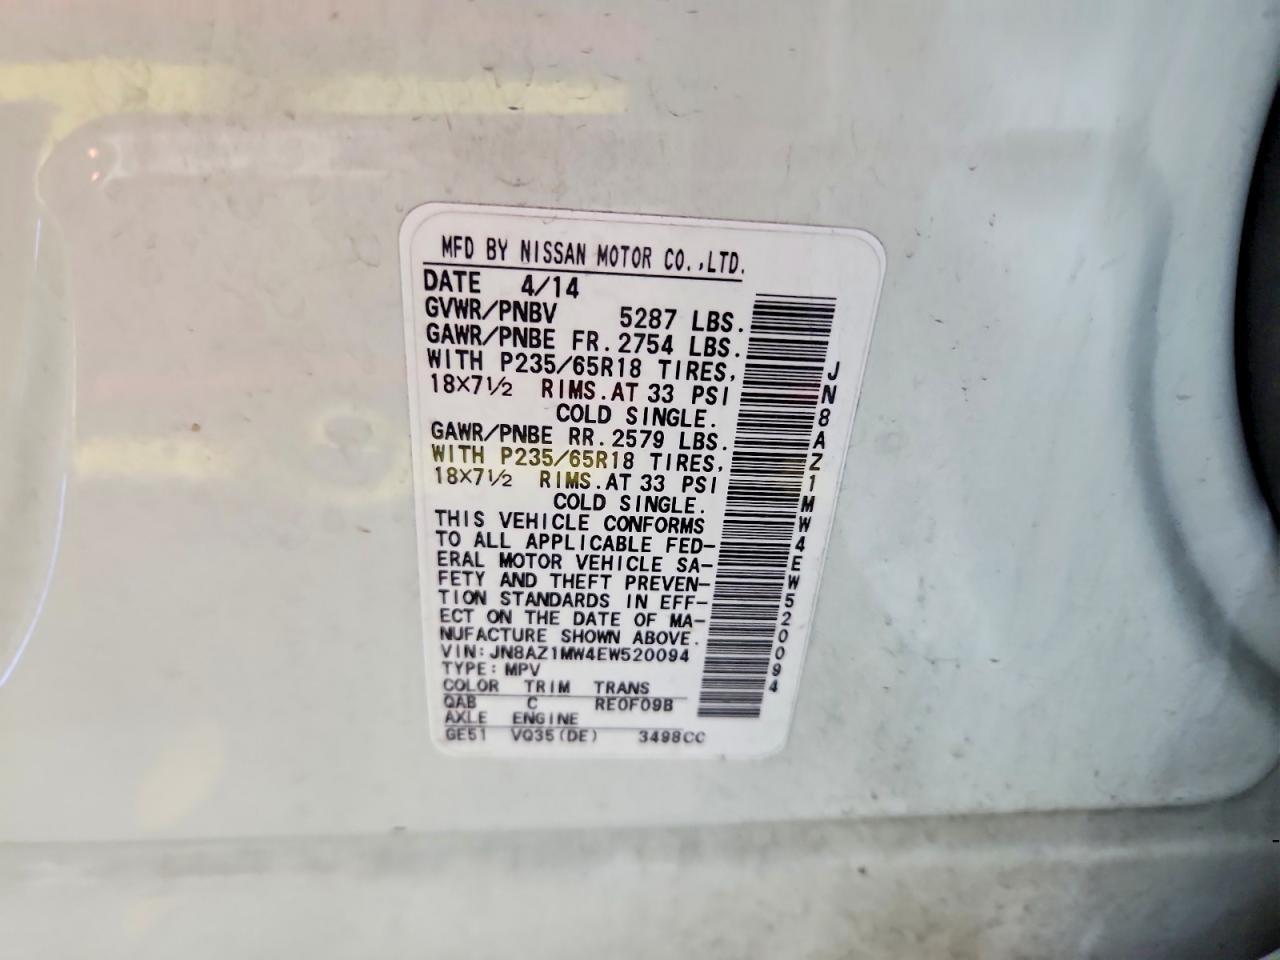 MFD BY NISSAN MOTOR CO.,LTD.
DATE 4/14
GVWR/PNBV 5287 LBS.
GAWR/PNBE FR. 2754 LBS.
WITH P235/65R18 TIRES,
18×7½ RIMS. AT 33 PSI
COLD SINGLE.
GAWR/PNBE RR. 2579 LBS.
WITH P235/65R18 TIRES,
18×7½ RIMS. AT 33 PSI
COLD SINGLE.
THIS VEHICLE CONFORMS
TO ALL APPLICABLE FED-
ERAL MOTOR VEHICLE SA-
FETY AND THEFT PREVEN-
TION STANDARDS IN EFF-
ECT ON THE DATE OF MA-
NUFACTURE SHOWN ABOVE.
VIN: JN8AZ1MW4EW520094
TYPE: MPV
COLOR TRIM TRANS
QAB C RE0F09B
AXLE ENGINE
GE51 VQ35(DE) 3498CC
JN8AZ1MW4EW520094